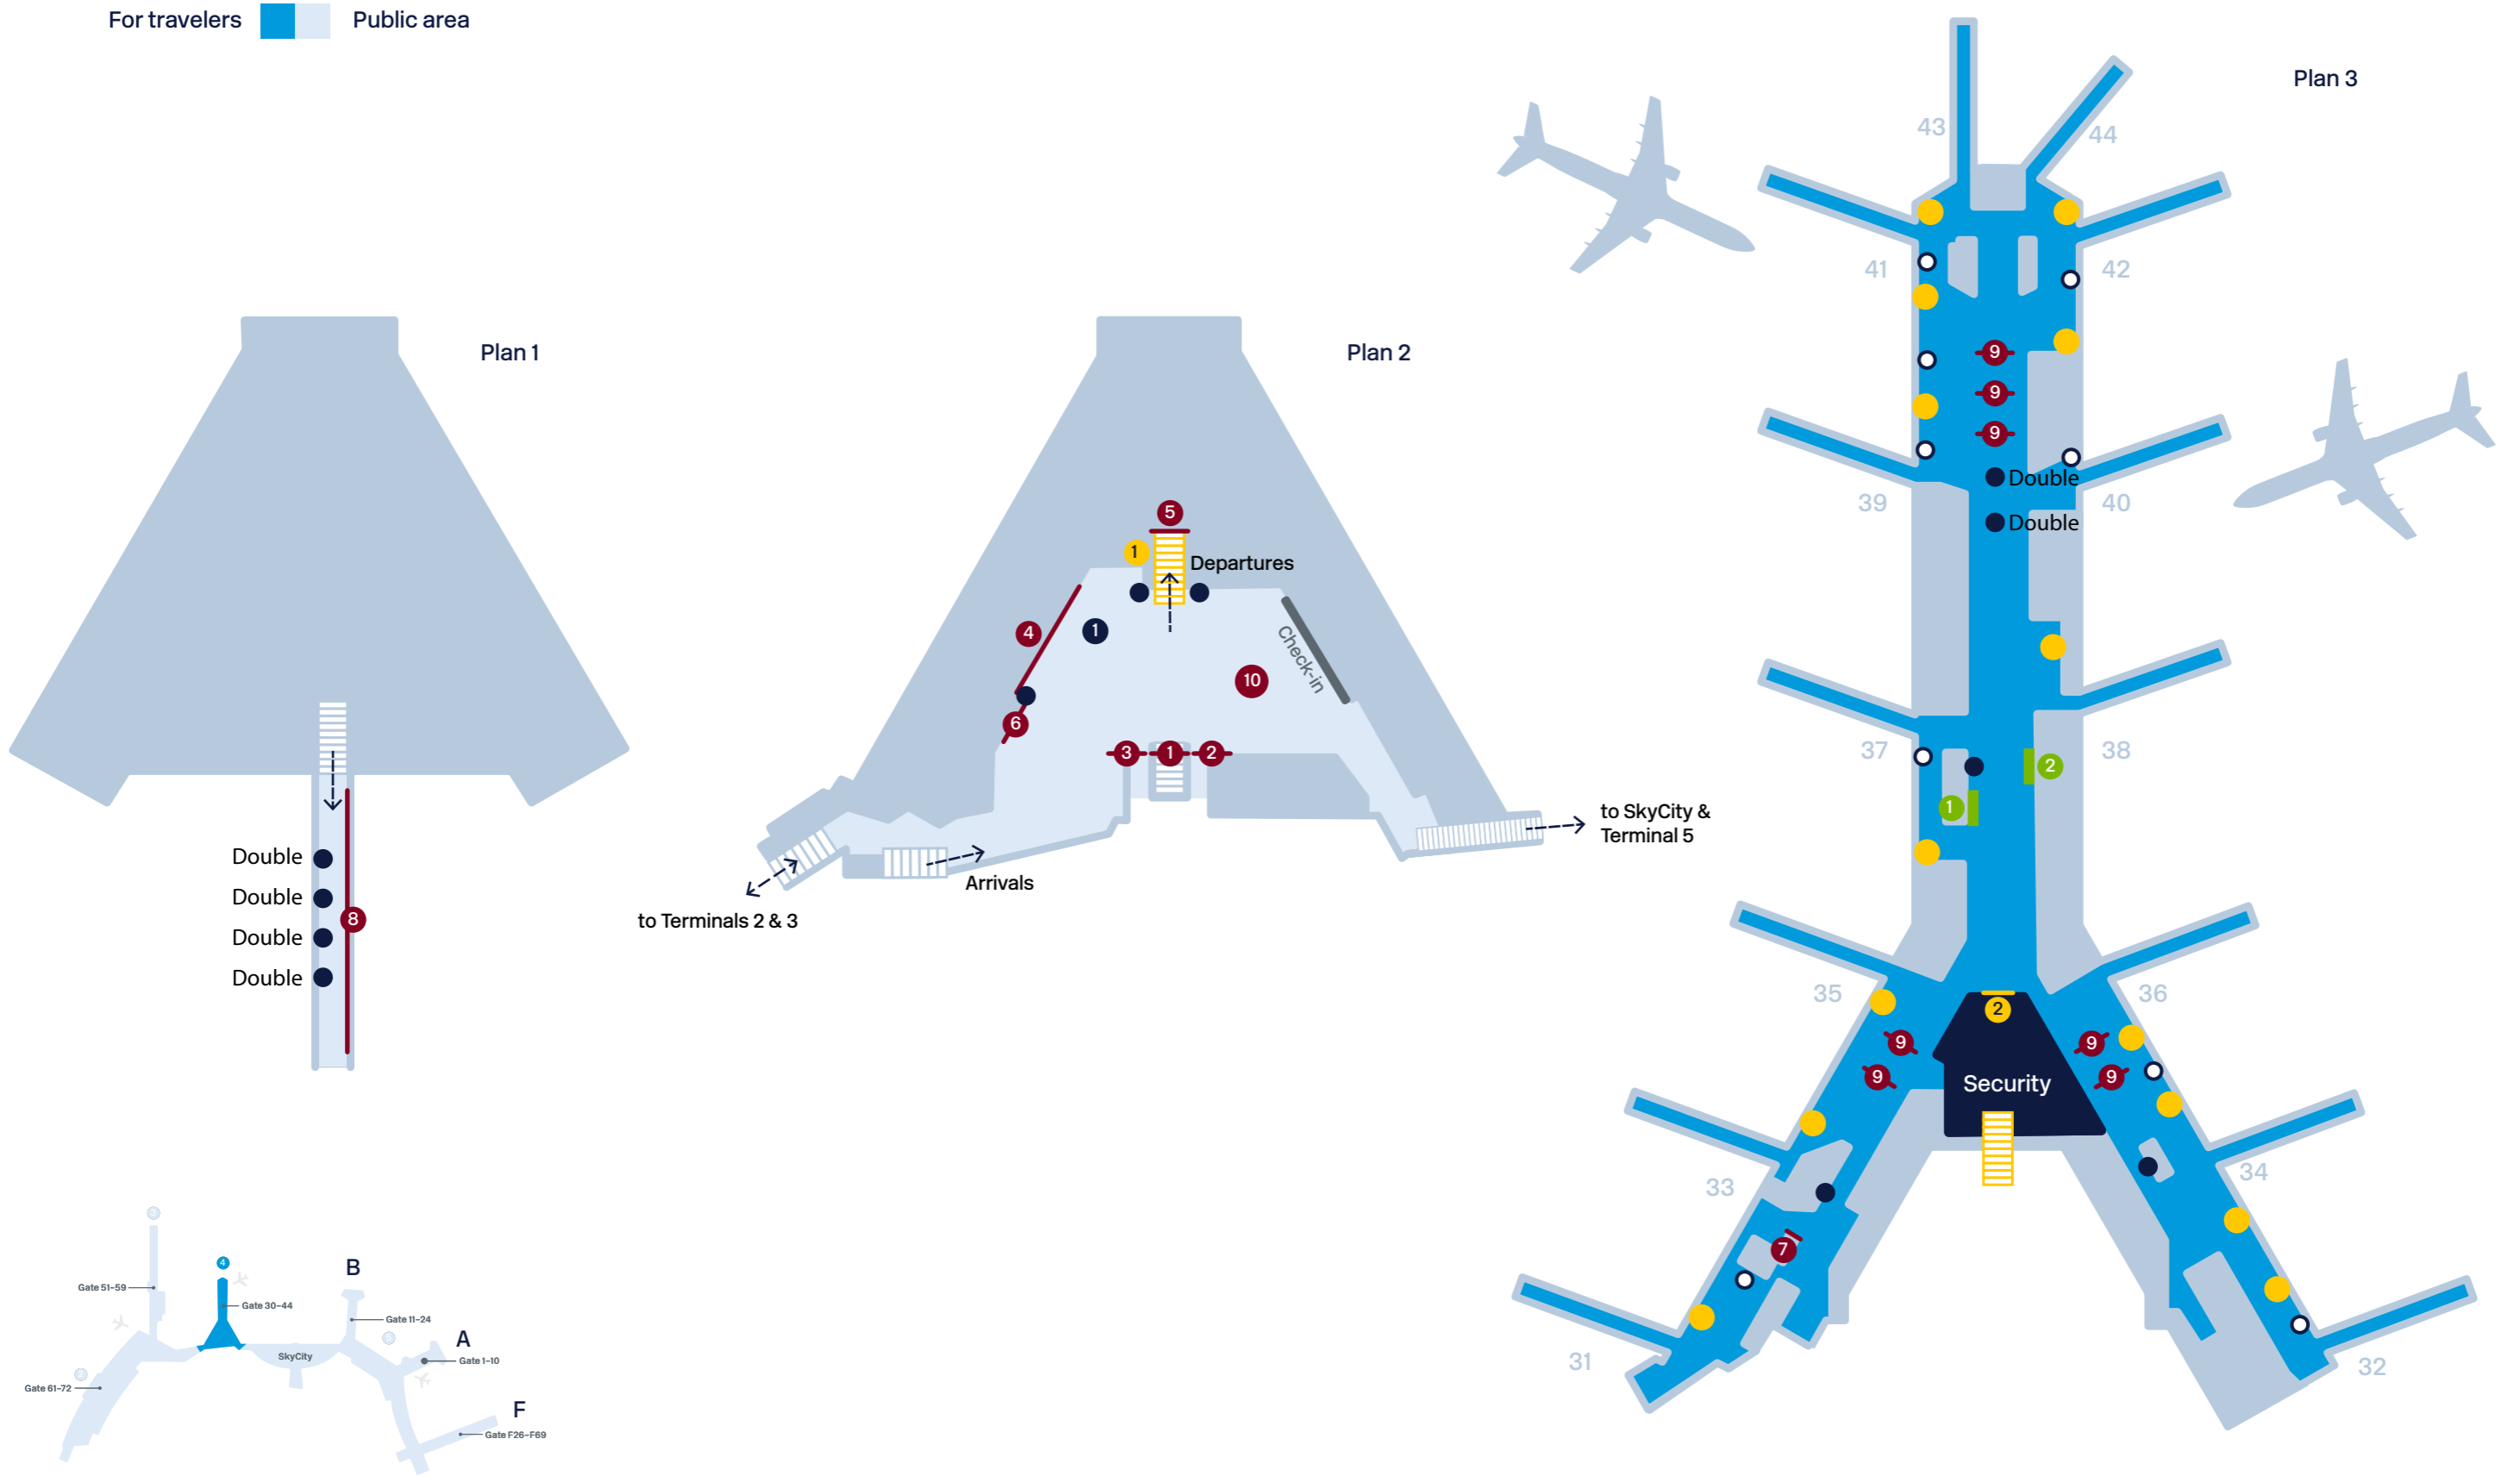 For travelers
Public area
Plan 1
Plan 2
Plan 3
43
44
41
42
9
9
9
Double
Double
39
40
5
1
Departures
4
1
Check-in
10
6
3
1
2
37
38
2
1
to SkyCity &
Terminal 5
Arrivals
to Terminals 2 & 3
Double
Double
Double
Double
8
35
36
2
9
9
9
9
Security
33
34
7
31
32
4
B
Gate 51–59
Gate 30–44
Gate 11–24
A
SkyCity
Gate 1–10
Gate 61–72
F
Gate F26–F69